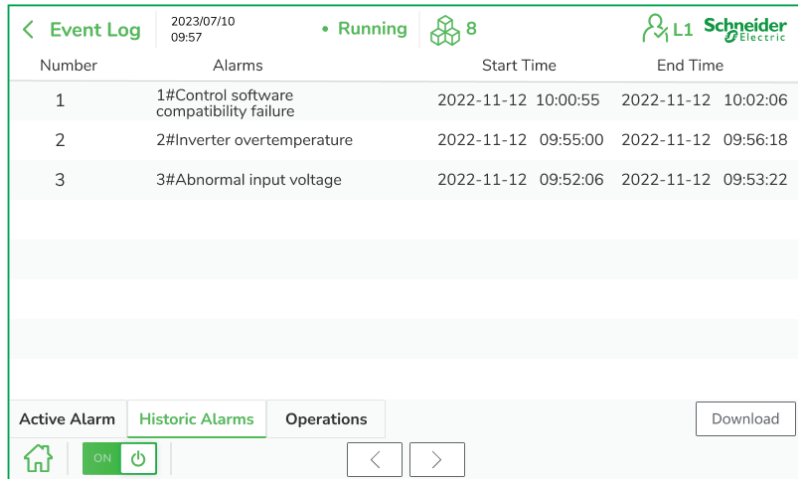 Event Log
2023/07/10
09:57
• Running
8
L1
Schneider
Electric
Number Alarms Start Time End Time
1 1#Control software compatibility failure 2022-11-12 10:00:55 2022-11-12 10:02:06
2 2#Inverter overtemperature 2022-11-12 09:55:00 2022-11-12 09:56:18
3 3#Abnormal input voltage 2022-11-12 09:52:06 2022-11-12 09:53:22
Active Alarm Historic Alarms Operations Download
ON